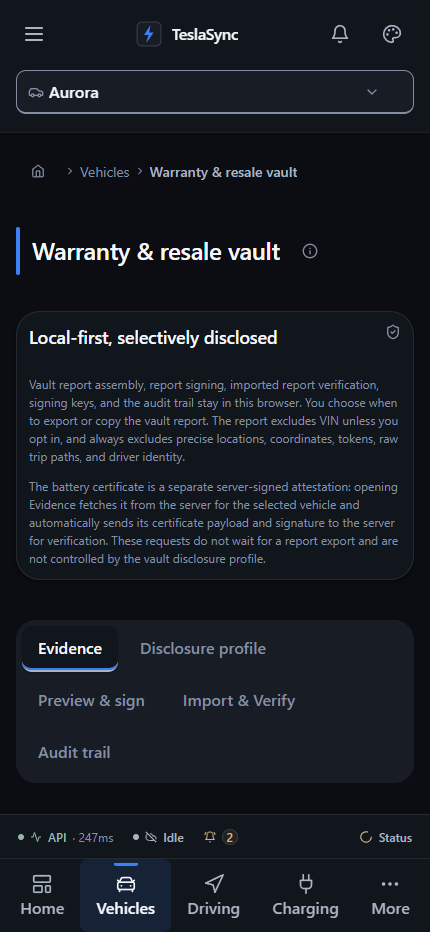 TeslaSync
Aurora
Vehicles
Warranty & resale vault
Warranty & resale vault
Local-first, selectively disclosed
Vault report assembly, report signing, imported report verification,
signing keys, and the audit trail stay in this browser. You choose when
to export or copy the vault report. The report excludes VIN unless you
opt in, and always excludes precise locations, coordinates, tokens, raw
trip paths, and driver identity.
The battery certificate is a separate server-signed attestation: opening
Evidence fetches it from the server for the selected vehicle and
automatically sends its certificate payload and signature to the server
for verification. These requests do not wait for a report export and are
not controlled by the vault disclosure profile.
Evidence
Disclosure profile
Preview & sign
Import & Verify
Audit trail
API · 247ms
Idle
2
Status
Home
Vehicles
Driving
Charging
More